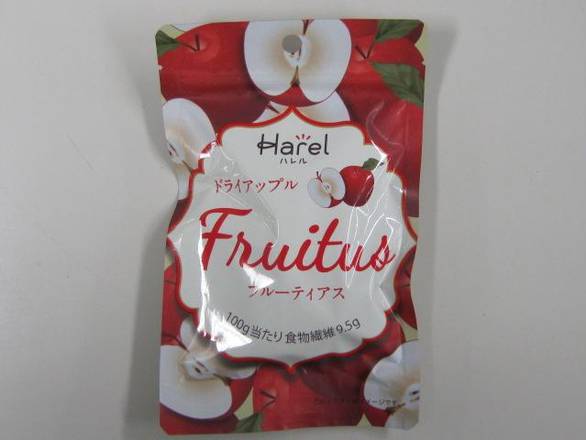 Harel
ハレル
ドライアップル
Fruitus
フルーティアス
100g当たり食物繊維9.5g